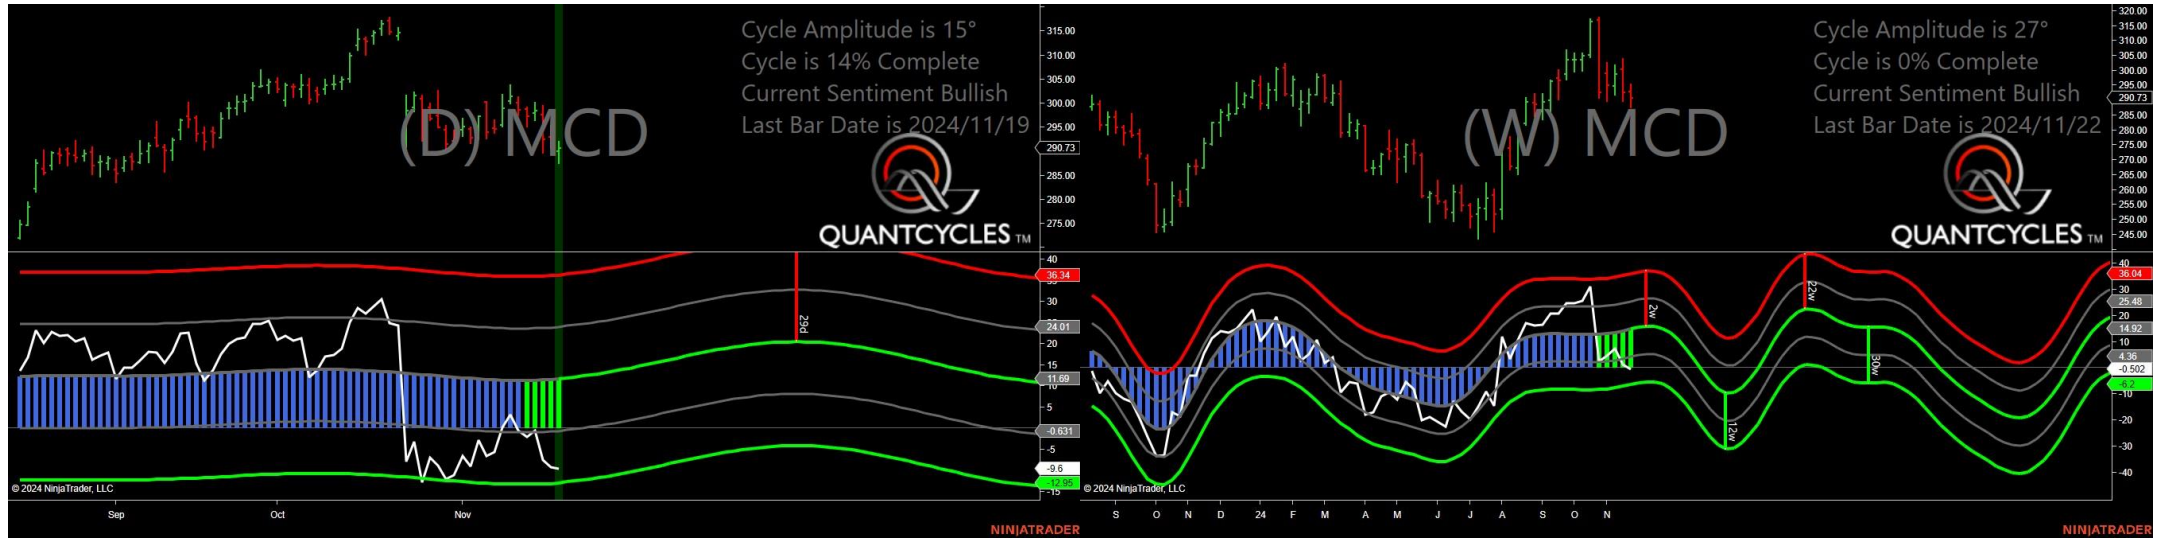 Cycle Amplitude is 15°
Cycle is 14% Complete
Current Sentiment Bullish
Last Bar Date is 2024/11/19
(D) MCD
QUANTCYCLES TM
315.00
310.00
305.00
300.00
295.00
290.73
285.00
280.00
275.00
40
36.34
30
24.01
20
15
11.69
10
5
-0.631
-5
-9.6
-12.95
-15
29d
© 2024 NinjaTrader, LLC
Sep
Oct
Nov
NINJATRADER
Cycle Amplitude is 27°
Cycle is 0% Complete
Current Sentiment Bullish
Last Bar Date is 2024/11/22
(W) MCD
QUANTCYCLES TM
320.00
315.00
310.00
305.00
300.00
295.00
290.73
285.00
280.00
275.00
270.00
265.00
260.00
255.00
250.00
245.00
40
36.04
30
25.48
20
14.92
10
4.36
-0.502
-6.2
-10
-20
-30
-40
2w
12w
22w
30w
© 2024 NinjaTrader, LLC
S O N D 24 F M A M J J A S O N
NINJATRADER